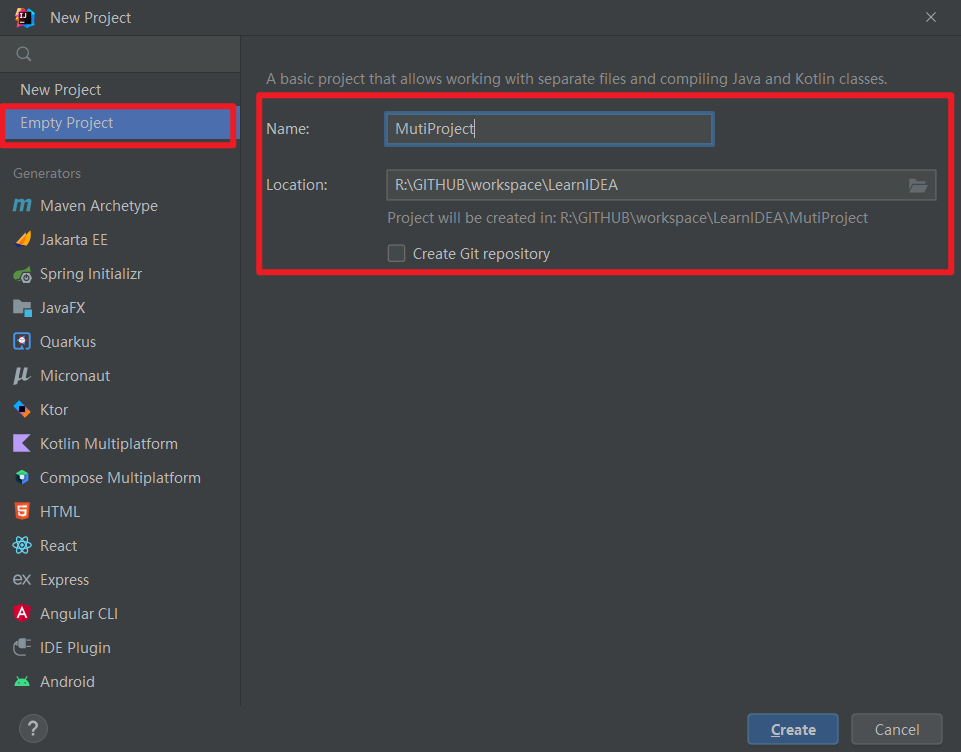 New Project
New Project
Empty Project
Generators
Maven Archetype
Jakarta EE
Spring Initializr
JavaFX
Quarkus
Micronaut
Ktor
Kotlin Multiplatform
Compose Multiplatform
HTML
React
Express
Angular CLI
IDE Plugin
Android
A basic project that allows working with separate files and compiling Java and Kotlin classes.
Name: MutiProject
Location: R:\GITHUB\workspace\LearnIDEA
Project will be created in: R:\GITHUB\workspace\LearnIDEA\MutiProject
Create Git repository
?
Create
Cancel